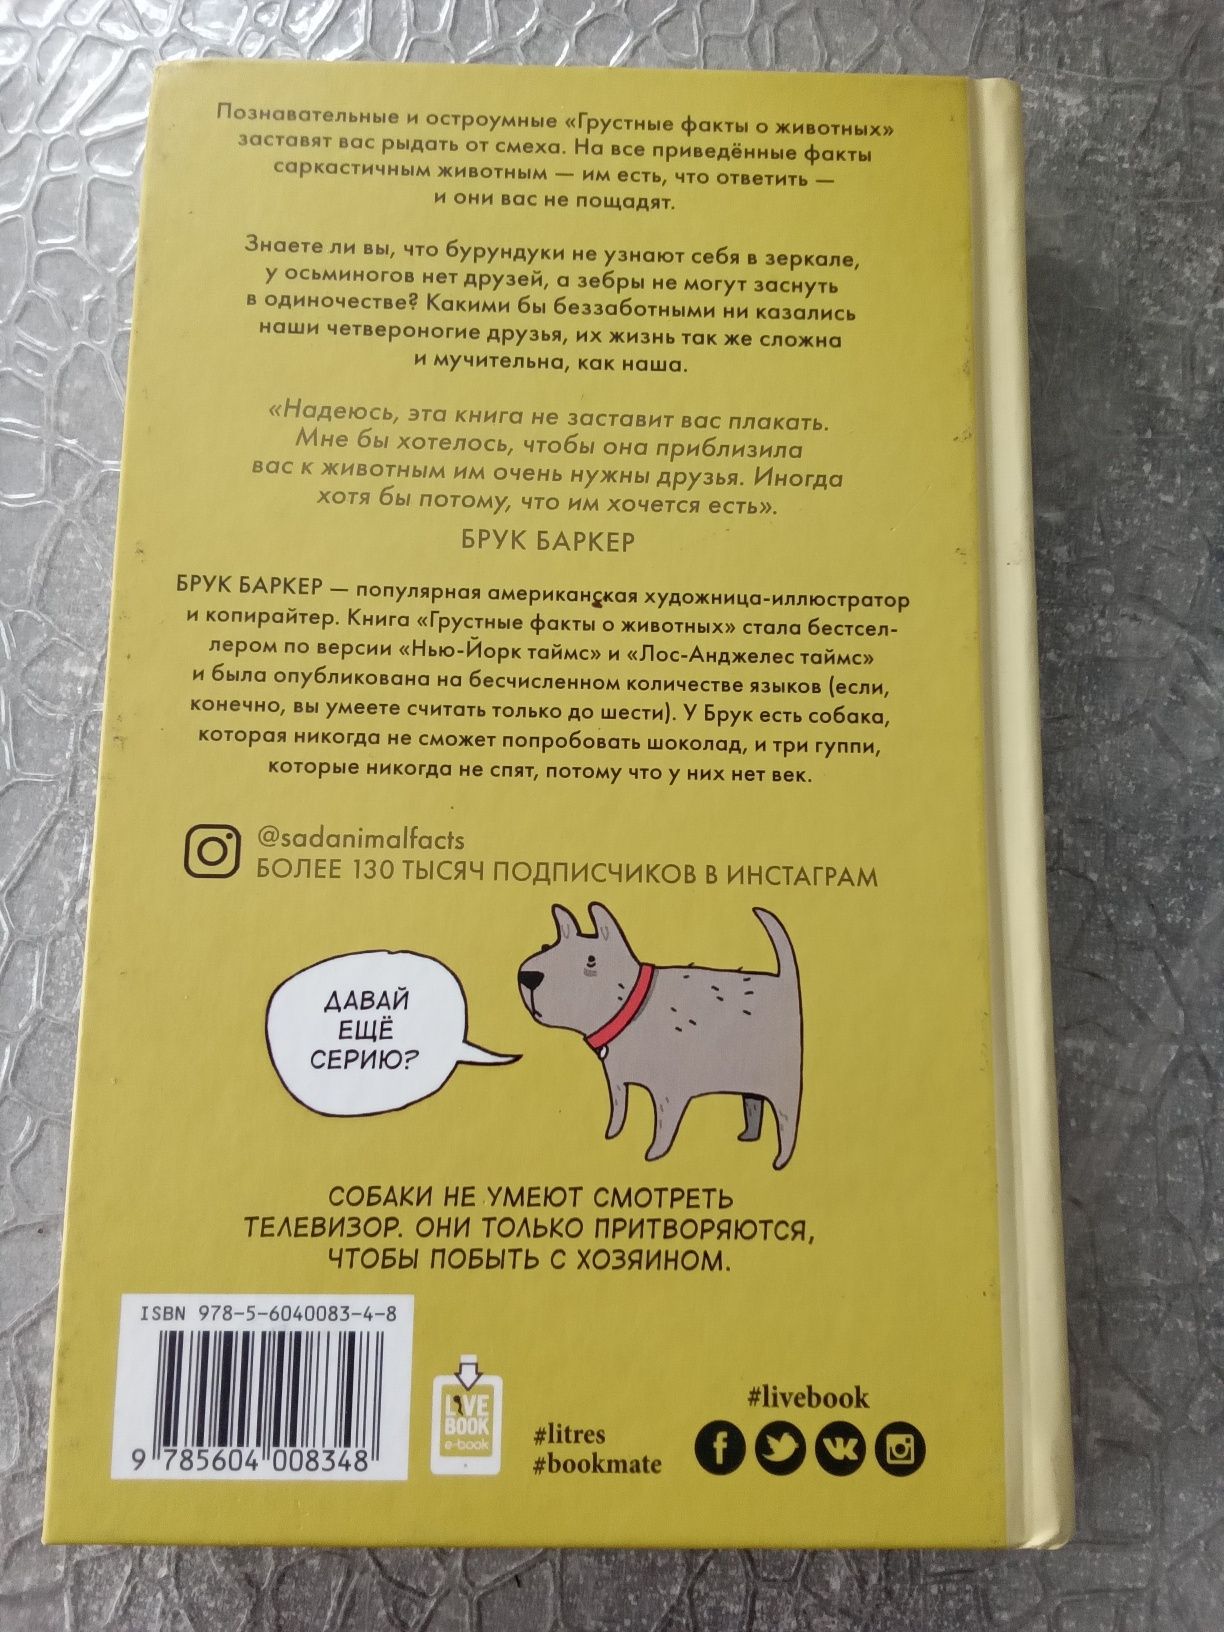 Познавательные и остроумные «Грустные факты о животных»
заставят вас рыдать от смеха. На все приведённые факты
саркастичным животным — им есть, что ответить —
и они вас не пощадят.
Знаете ли вы, что бурундуки не узнают себя в зеркале,
у осьминогов нет друзей, а зебры не могут заснуть
в одиночестве? Какими бы беззаботными ни казались
наши четвероногие друзья, их жизнь так же сложна
и мучительна, как наша.
«Надеюсь, эта книга не заставит вас плакать.
Мне бы хотелось, чтобы она приблизила
вас к животным им очень нужны друзья. Иногда
хотя бы потому, что им хочется есть».
БРУК БАРКЕР
БРУК БАРКЕР — популярная американская художница-иллюстратор
и копирайтер. Книга «Грустные факты о животных» стала бестсел-
лером по версии «Нью-Йорк таймс» и «Лос-Анджелес таймс»
и была опубликована на бесчисленном количестве языков (если,
конечно, вы умеете считать только до шести). У Брук есть собака,
которая никогда не сможет попробовать шоколад, и три гуппи,
которые никогда не спят, потому что у них нет век.
@sadanimalfacts
БОЛЕЕ 130 ТЫСЯЧ ПОДПИСЧИКОВ В ИНСТАГРАМ
ДАВАЙ
ЕЩЁ
СЕРИЮ?
СОБАКИ НЕ УМЕЮТ СМОТРЕТЬ
ТЕЛЕВИЗОР. ОНИ ТОЛЬКО ПРИТВОРЯЮТСЯ,
ЧТОБЫ ПОБЫТЬ С ХОЗЯИНОМ.
ISBN 978-5-6040083-4-8
9 785604 008348
LIVE
BOOK
e-book
#litres
#bookmate
#livebook